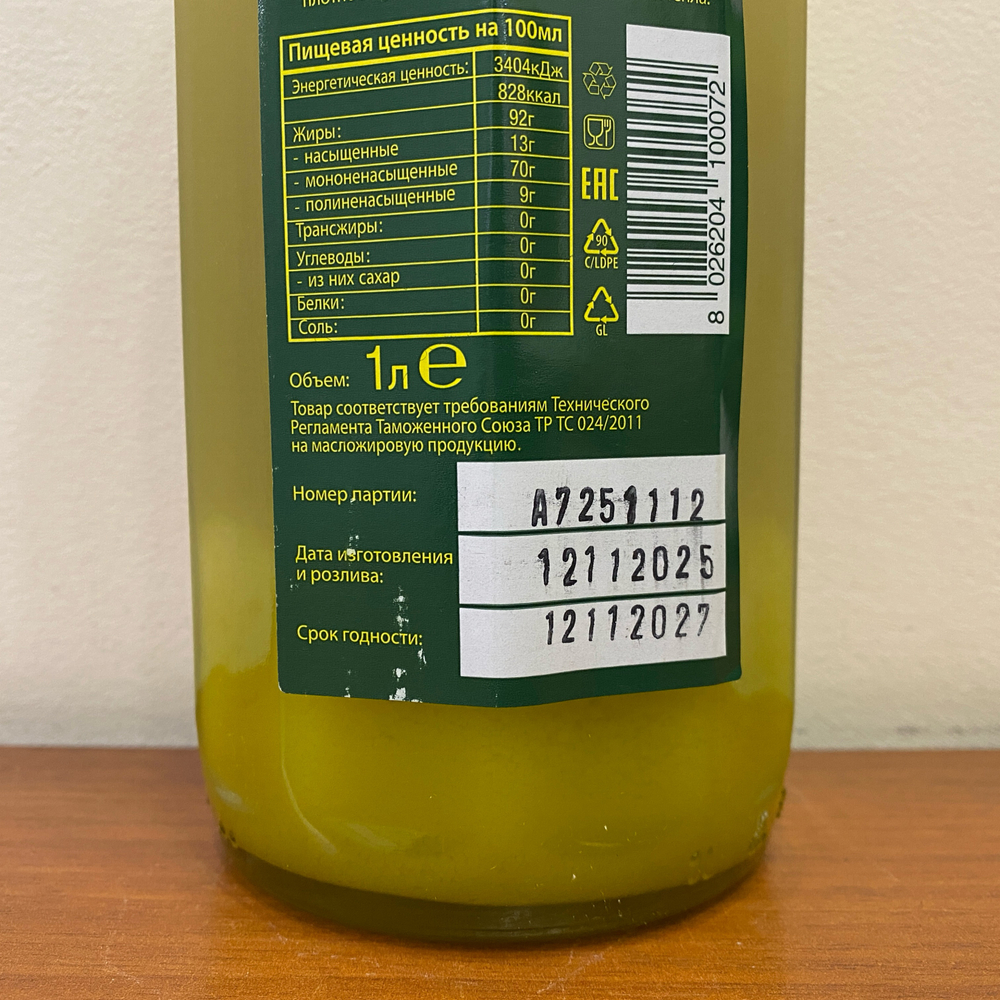 Пищевая ценность на 100мл
Энергетическая ценность: 3404кДж
828ккал
Жиры: 92г
- насыщенные 13г
- мононенасыщенные 70г
- полиненасыщенные 9г
Трансжиры: 0г
Углеводы: 0г
- из них сахар 0г
Белки: 0г
Соль: 0г
EAC
90
C/LDPE
GL
8 026204 100072
Объем: 1л e
Товар соответствует требованиям Технического
Регламента Таможенного Союза ТР ТС 024/2011
на масложировую продукцию.
Номер партии: A7251112
Дата изготовления
и розлива: 12112025
Срок годности: 12112027